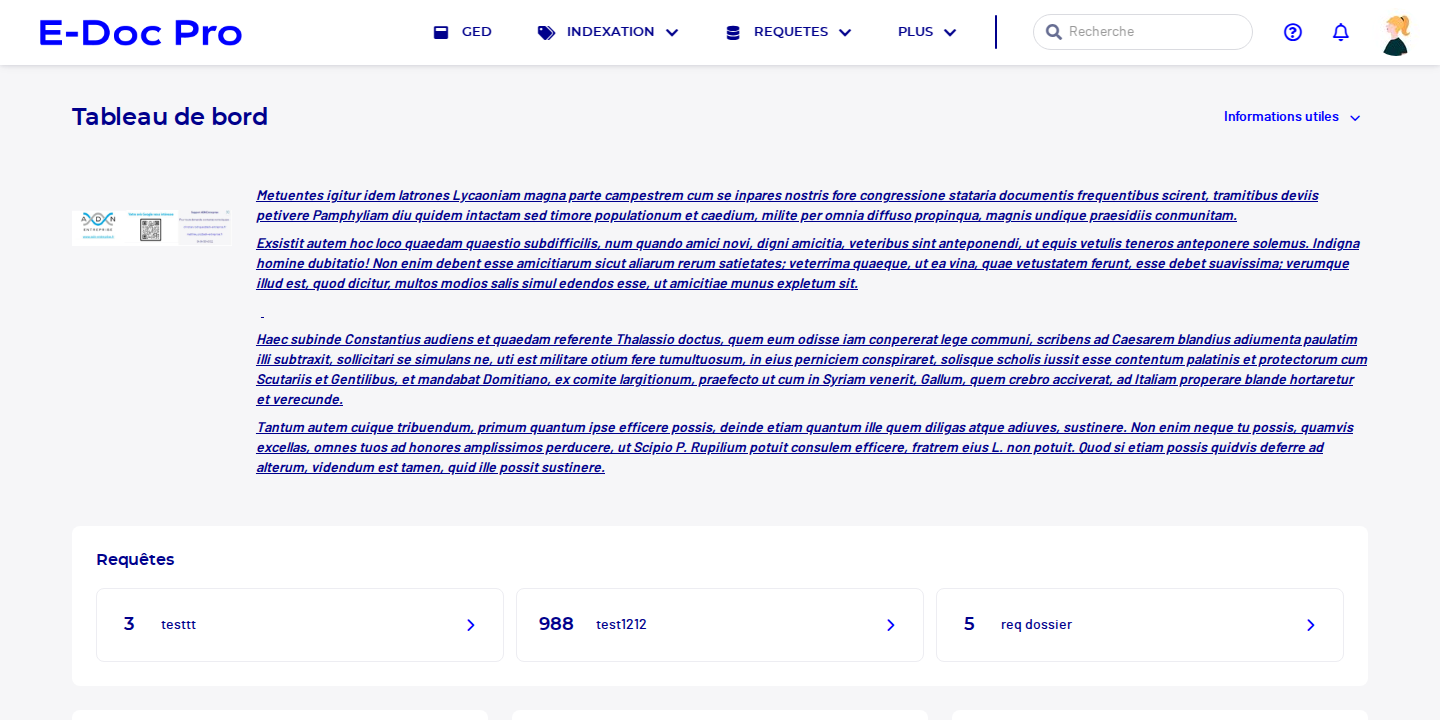 E-Doc Pro
GED
INDEXATION
REQUETES
PLUS
Recherche
Tableau de bord
Informations utiles
ADN
ENTREPRISE
Metuentes igitur idem latrones Lycaoniam magna parte campestrem cum se inpares nostris fore congressione stataria documentis frequentibus scirent, tramitibus deviis
petivere Pamphyliam diu quidem intactam sed timore populationum et caedium, milite per omnia diffuso propinqua, magnis undique praesidiis conmunitam.
Exsistit autem hoc loco quaedam quaestio subdifficilis, num quando amici novi, digni amicitia, veteribus sint anteponendi, ut equis vetulis teneros anteponere solemus. Indigna
homine dubitatio! Non enim debent esse amicitiarum sicut aliarum rerum satietates; veterrima quaeque, ut ea vina, quae vetustatem ferunt, esse debet suavissima; verumque
illud est, quod dicitur, multos modios salis simul edendos esse, ut amicitiae munus expletum sit.
Haec subinde Constantius audiens et quaedam referente Thalassio doctus, quem eum odisse iam conpererat lege communi, scribens ad Caesarem blandius adiumenta paulatim
illi subtraxit, sollicitari se simulans ne, uti est militare otium fere tumultuosum, in eius perniciem conspiraret, solisque scholis iussit esse contentum palatinis et protectorum cum
Scutariis et Gentilibus, et mandabat Domitiano, ex comite largitionum, praefecto ut cum in Syriam venerit, Gallum, quem crebro acciverat, ad Italiam properare blande hortaretur
et verecunde.
Tantum autem cuique tribuendum, primum quantum ipse efficere possis, deinde etiam quantum ille quem diligas atque adiuves, sustinere. Non enim neque tu possis, quamvis
excellas, omnes tuos ad honores amplissimos perducere, ut Scipio P. Rupilium potuit consulem efficere, fratrem eius L. non potuit. Quod si etiam possis quidvis deferre ad
alterum, videndum est tamen, quid ille possit sustinere.
Requêtes
3 testtt
988 test1212
5 req dossier